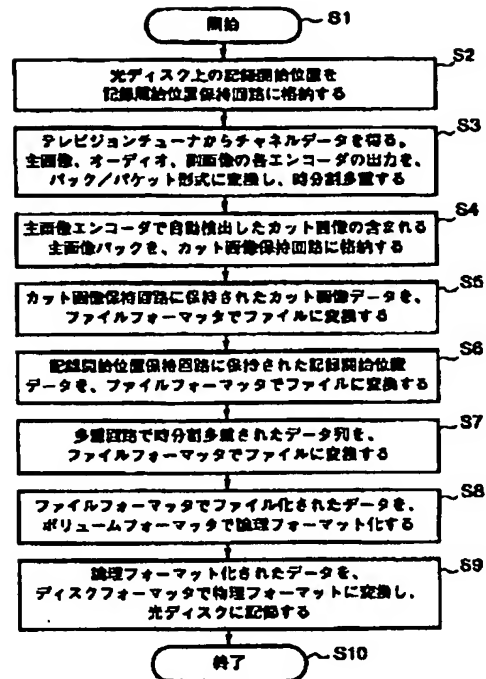 開始
S1
S2
光ディスク上の記録開始位置を
記録開始位置保持回路に格納する
S3
テレビジョンチューナからチャネルデータを得る。
主画像、オーディオ、副画像の各エンコーダの出力を、
パック/パケット形式に変換し、時分割多重する
S4
主画像エンコーダで自動検出したカット画像の含まれる
主画像パックを、カット画像保持回路に格納する
S5
カット画像保持回路に保持されたカット画像データを、
ファイルフォーマッタでファイルに変換する
S6
記録開始位置保持回路に保持された記録開始位置
データを、ファイルフォーマッタでファイルに変換する
S7
多重回路で時分割多重されたデータ列を、
ファイルフォーマッタでファイルに変換する
S8
ファイルフォーマッタでファイル化されたデータを、
ボリュームフォーマッタで論理フォーマット化する
S9
論理フォーマット化されたデータを、
ディスクフォーマッタで物理フォーマットに変換し、
光ディスクに記録する
終了
S10